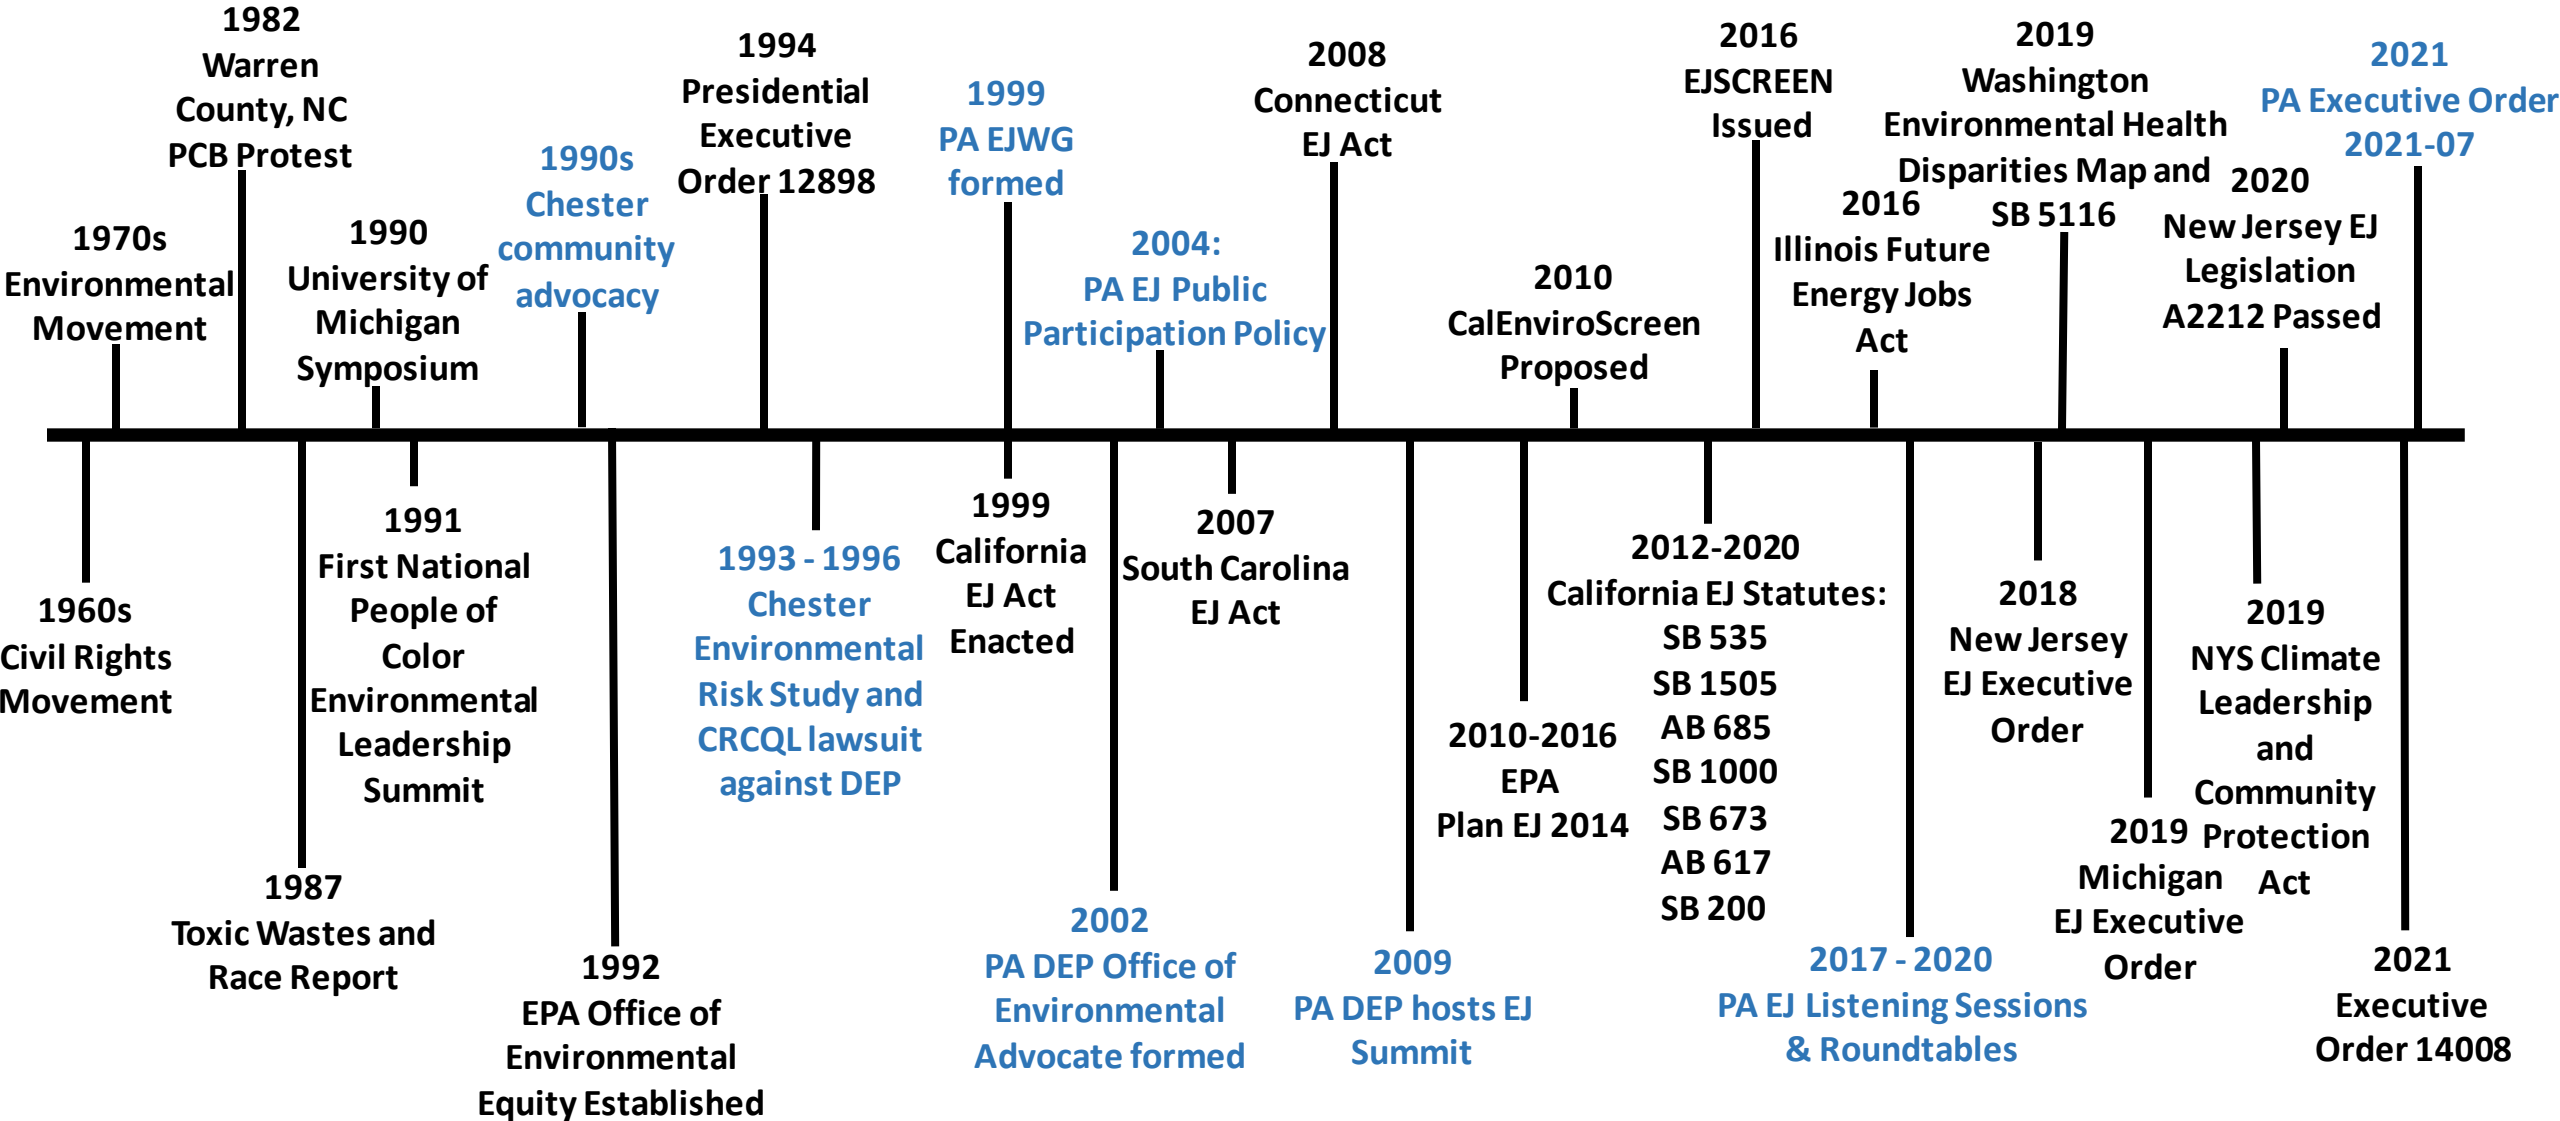 1982
Warren
County, NC
PCB Protest
1994
Presidential
Executive
Order 12898
2008
Connecticut
EJ Act
2016
EJSCREEN
Issued
2019
Washington
Environmental Health
Disparities Map and
SB 5116
2021
PA Executive Order
2021-07
1970s
Environmental
Movement
1990
University of
Michigan
Symposium
1990s
Chester
community
advocacy
1999
PA EJWG
formed
2004:
PA EJ Public
Participation Policy
2010
CalEnviroScreen
Proposed
2016
Illinois Future
Energy Jobs
Act
2020
New Jersey EJ
Legislation
A2212 Passed
1960s
Civil Rights
Movement
1987
Toxic Wastes and
Race Report
1991
First National
People of
Color
Environmental
Leadership
Summit
1992
EPA Office of
Environmental
Equity Established
1993 - 1996
Chester
Environmental
Risk Study and
CRCQL lawsuit
against DEP
1999
California
EJ Act
Enacted
2002
PA DEP Office of
Environmental
Advocate formed
2007
South Carolina
EJ Act
2009
PA DEP hosts EJ
Summit
2010-2016
EPA
Plan EJ 2014
2012-2020
California EJ Statutes:
SB 535
SB 1505
AB 685
SB 1000
SB 673
AB 617
SB 200
2017 - 2020
PA EJ Listening Sessions
& Roundtables
2018
New Jersey
EJ Executive
Order
2019
Michigan
EJ Executive
Order
2019
NYS Climate
Leadership
and
Community
Protection
Act
2021
Executive
Order 14008